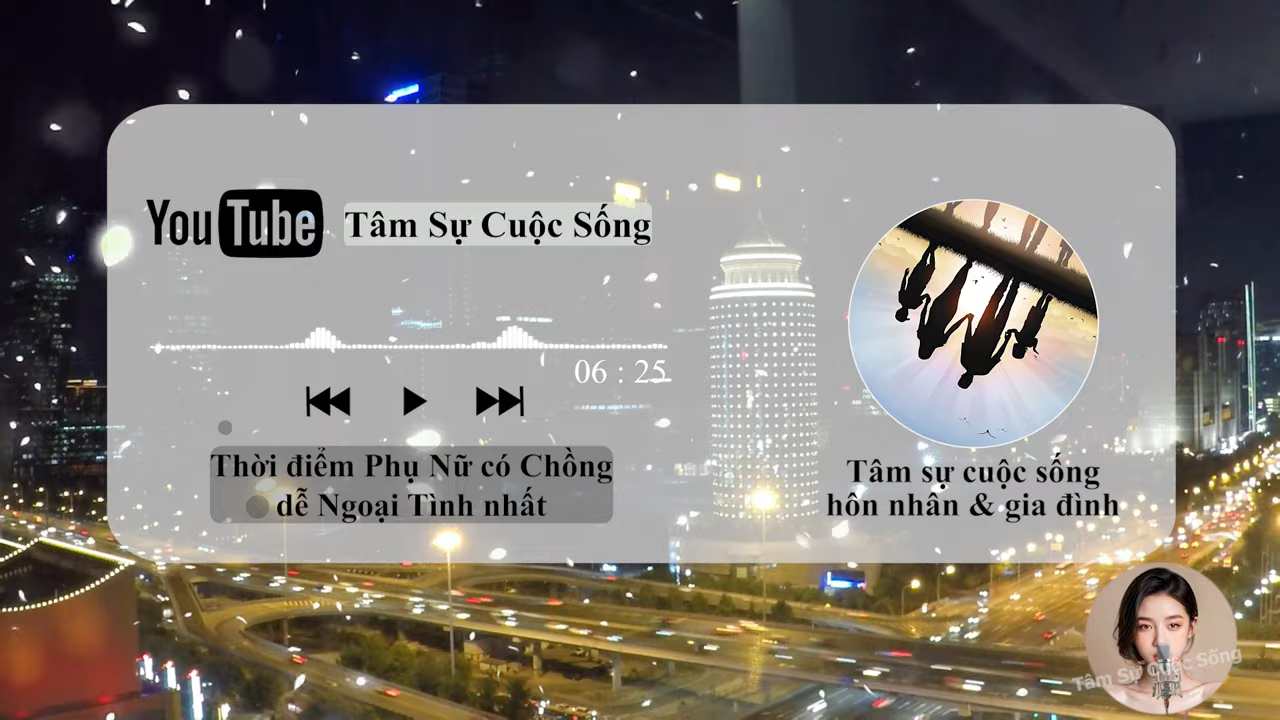 YouTube Tâm Sự Cuộc Sống
06 : 25
Thời điểm Phụ Nữ có Chồng
dễ Ngoại Tình nhất
Tâm sự cuộc sống
hôn nhân & gia đình
Tâm Sự Cuộc Sống